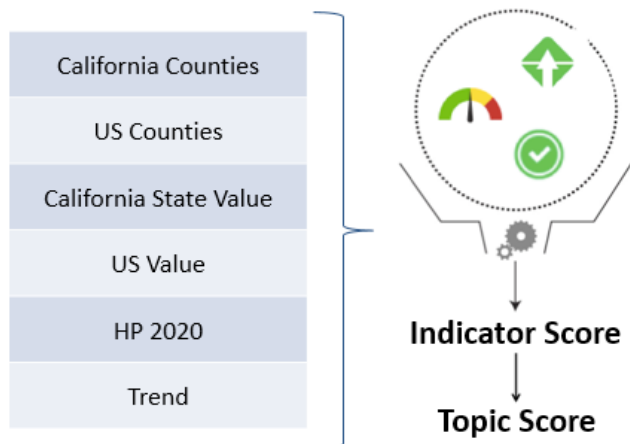 California Counties
US Counties
California State Value
US Value
HP 2020
Trend
Indicator Score
Topic Score